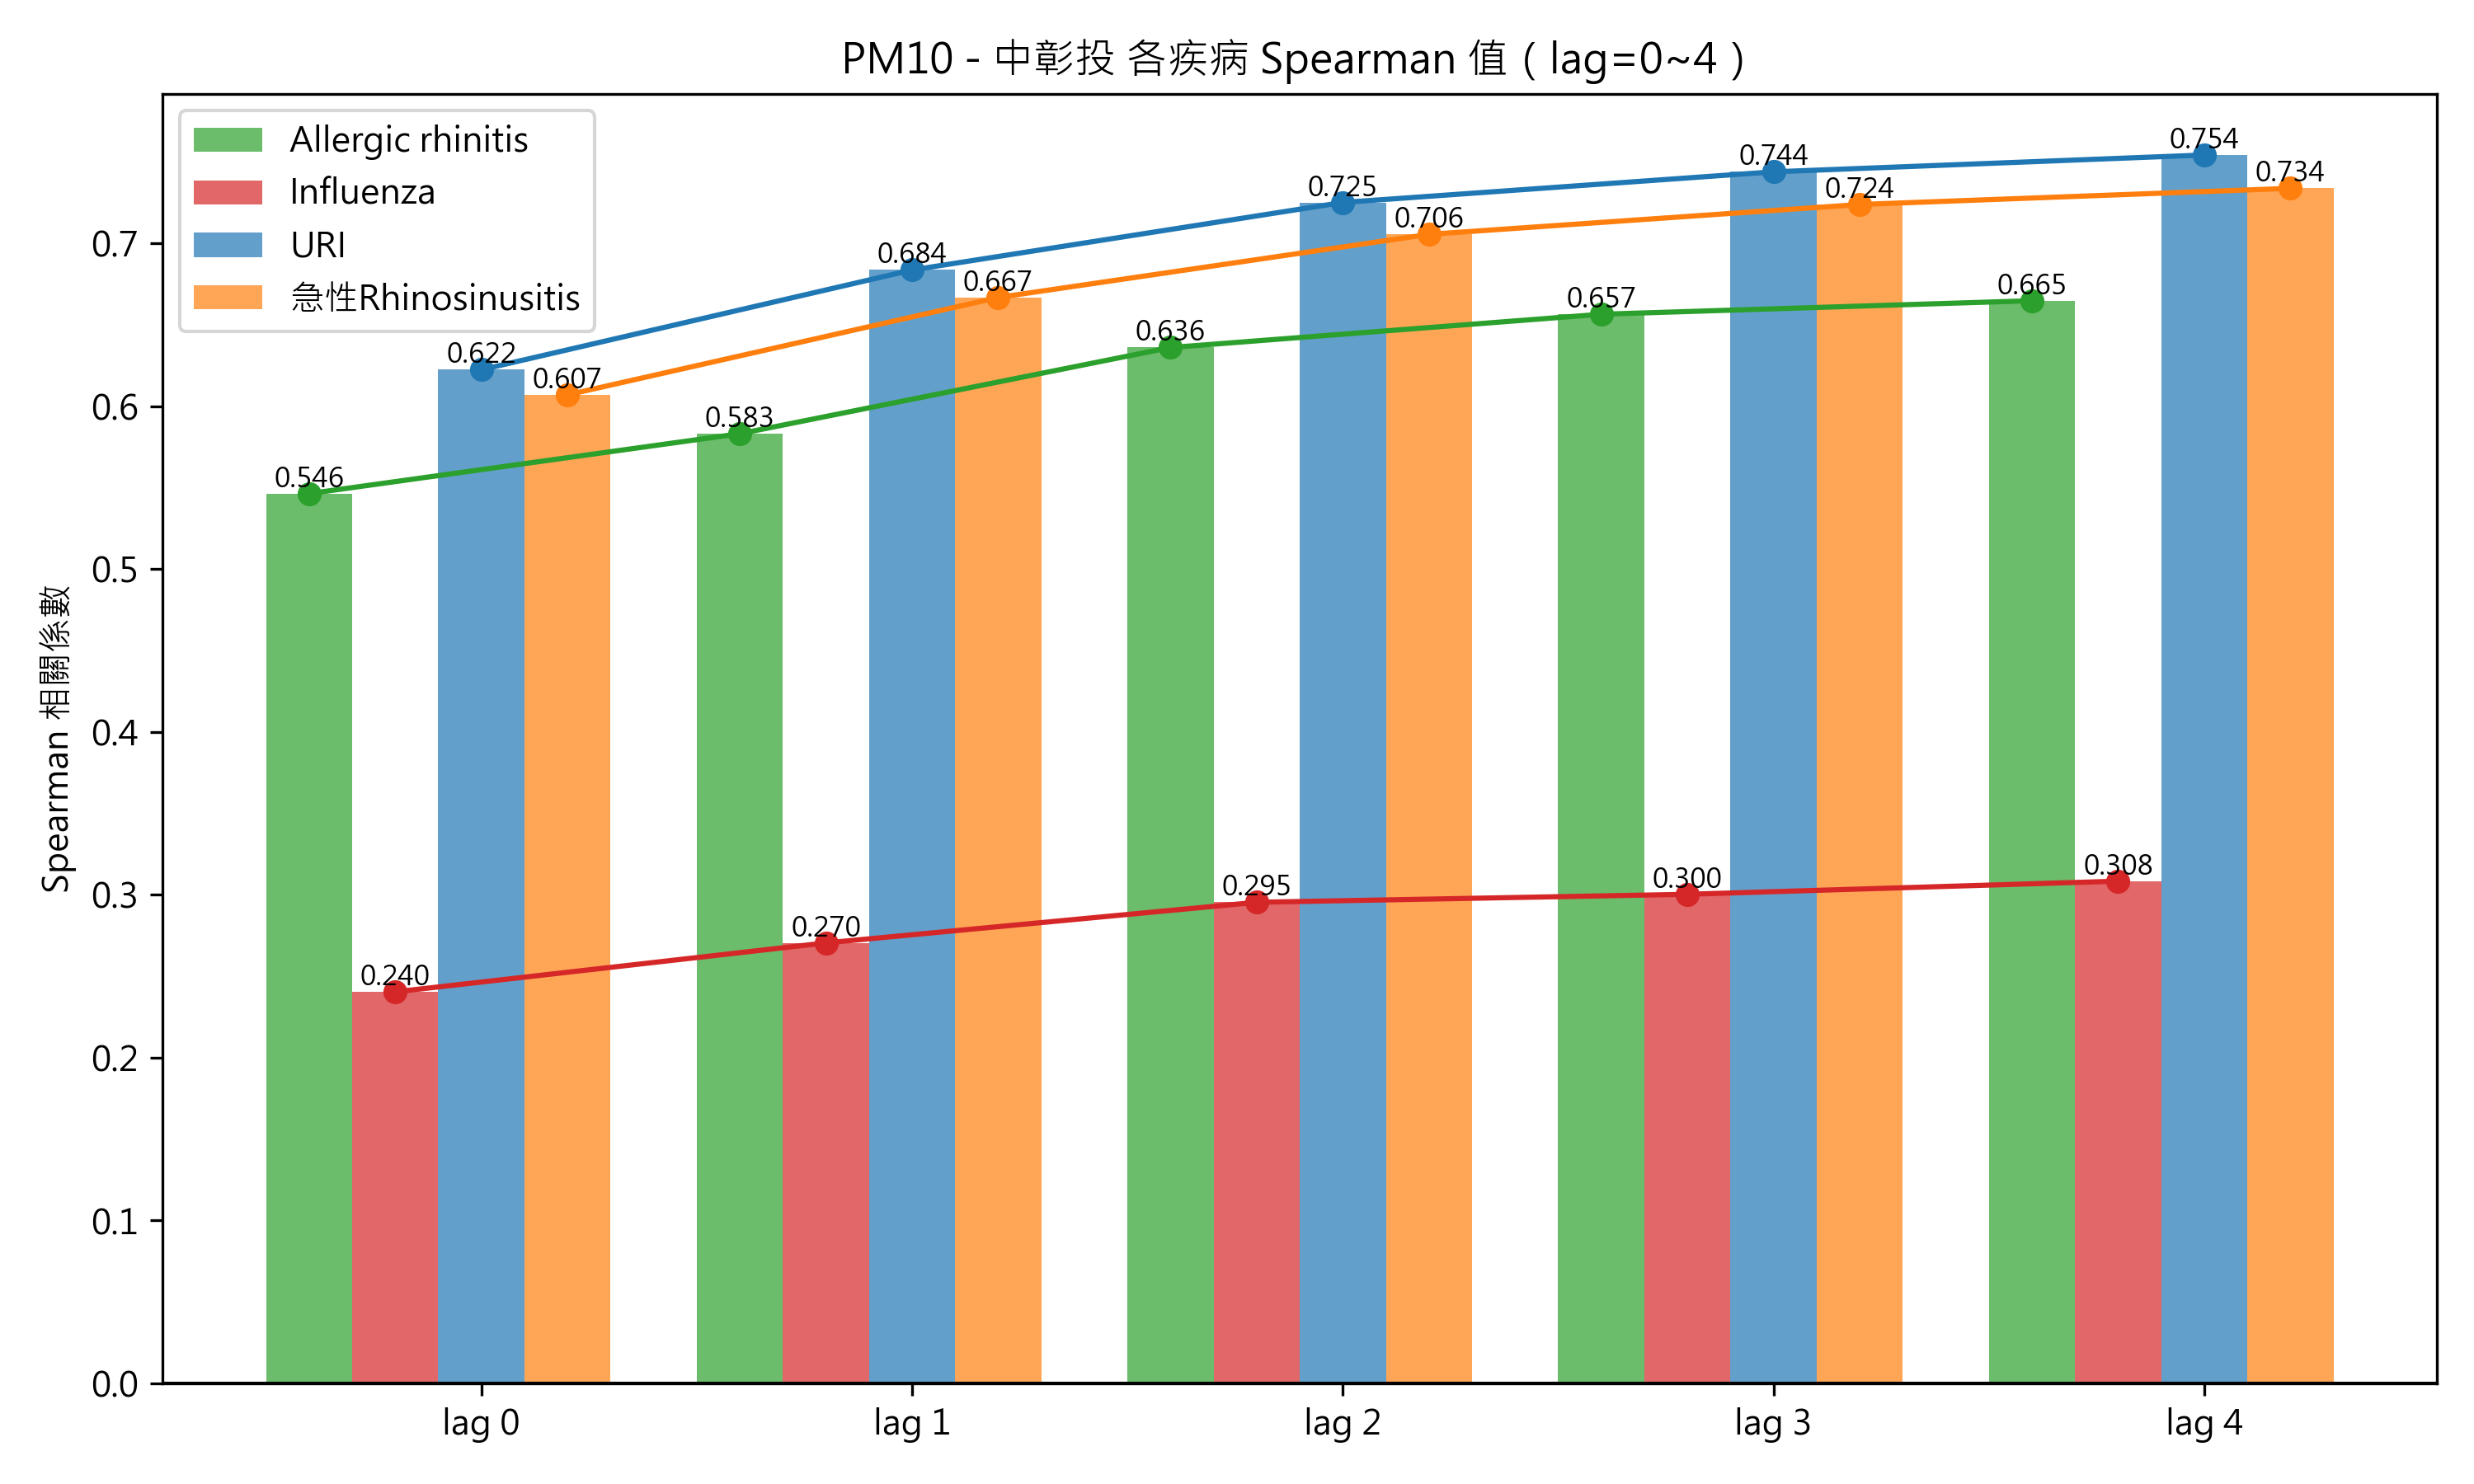 PM10 - 中彰投 各疾病 Spearman 值 ( lag=0~4 )
Allergic rhinitis
Influenza
URI
急性Rhinosinusitis
Spearman 相關係數
0.7
0.6
0.5
0.4
0.3
0.2
0.1
0.0
0.546
0.240
0.622
0.607
0.583
0.270
0.684
0.667
0.636
0.295
0.725
0.706
0.657
0.300
0.744
0.724
0.665
0.308
0.754
0.734
lag 0
lag 1
lag 2
lag 3
lag 4